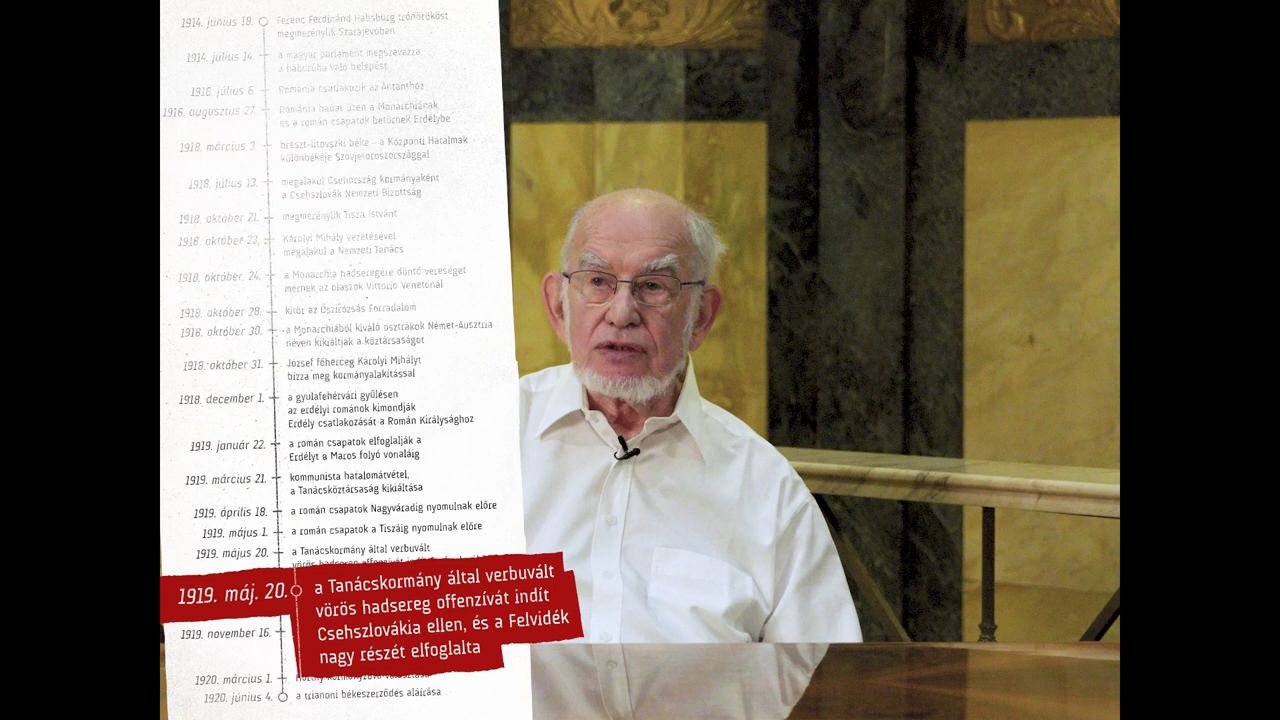 1914. június 18. Ferenc Ferdinánd Habsburg trónörököst
megmerénylik Szarajevóban
1914. július 14. a magyar parlament megszavazza
a háborúba való belépést
1916. július 6. Románia csatlakozik az Antanthoz
1916. augusztus 27. Románia hadat üzen a Monarchiának
és a román csapatok betörnek Erdélybe
1918. március 3. breszt-litovszki béke - a Központi Hatalmak
különbékéje Szovjetoroszországgal
1918. július 13. megalakul Csehország kormányaként
a Csehszlovák Nemzeti Bizottság
1918. október 21. megmerénylik Tisza Istvánt
1918. október 23. Károlyi Mihály vezetésével
megalakul a Nemzeti Tanács
1918. október. 24. a Monarchia hadseregére döntő vereséget
mérnek az olaszok Vittorio Venetónál
1918. október 28. kitör az Őszirózsás Forradalom
1918. október 30. a Monarchiából kiváló osztrákok Német-Ausztria
néven kikiáltják a köztársaságot
1918. október 31. József főherceg Károlyi Mihályt
bízza meg kormányalakítással
1918. december 1. a gyulafehérvári gyűlésen
az erdélyi románok kimondják
Erdély csatlakozását a Román Királysághoz
1919. január 22. a román csapatok elfoglalják a
Erdélyt a Maros folyó vonaláig
1919. március 21. kommunista hatalomátvétel,
a Tanácsköztársaság kikiáltása
1919. április 18. a román csapatok Nagyváradig nyomulnak előre
1919. május 1. a román csapatok a Tiszáig nyomulnak előre
1919. május 20. a Tanácskormány által verbuvált
1919. máj. 20. a Tanácskormány által verbuvált
vörös hadsereg offenzívát indít
Csehszlovákia ellen, és a Felvidék
nagy részét elfoglalta
1919. november 16.
1920. március 1.
1920. június 4. a trianoni békeszerződés aláírása